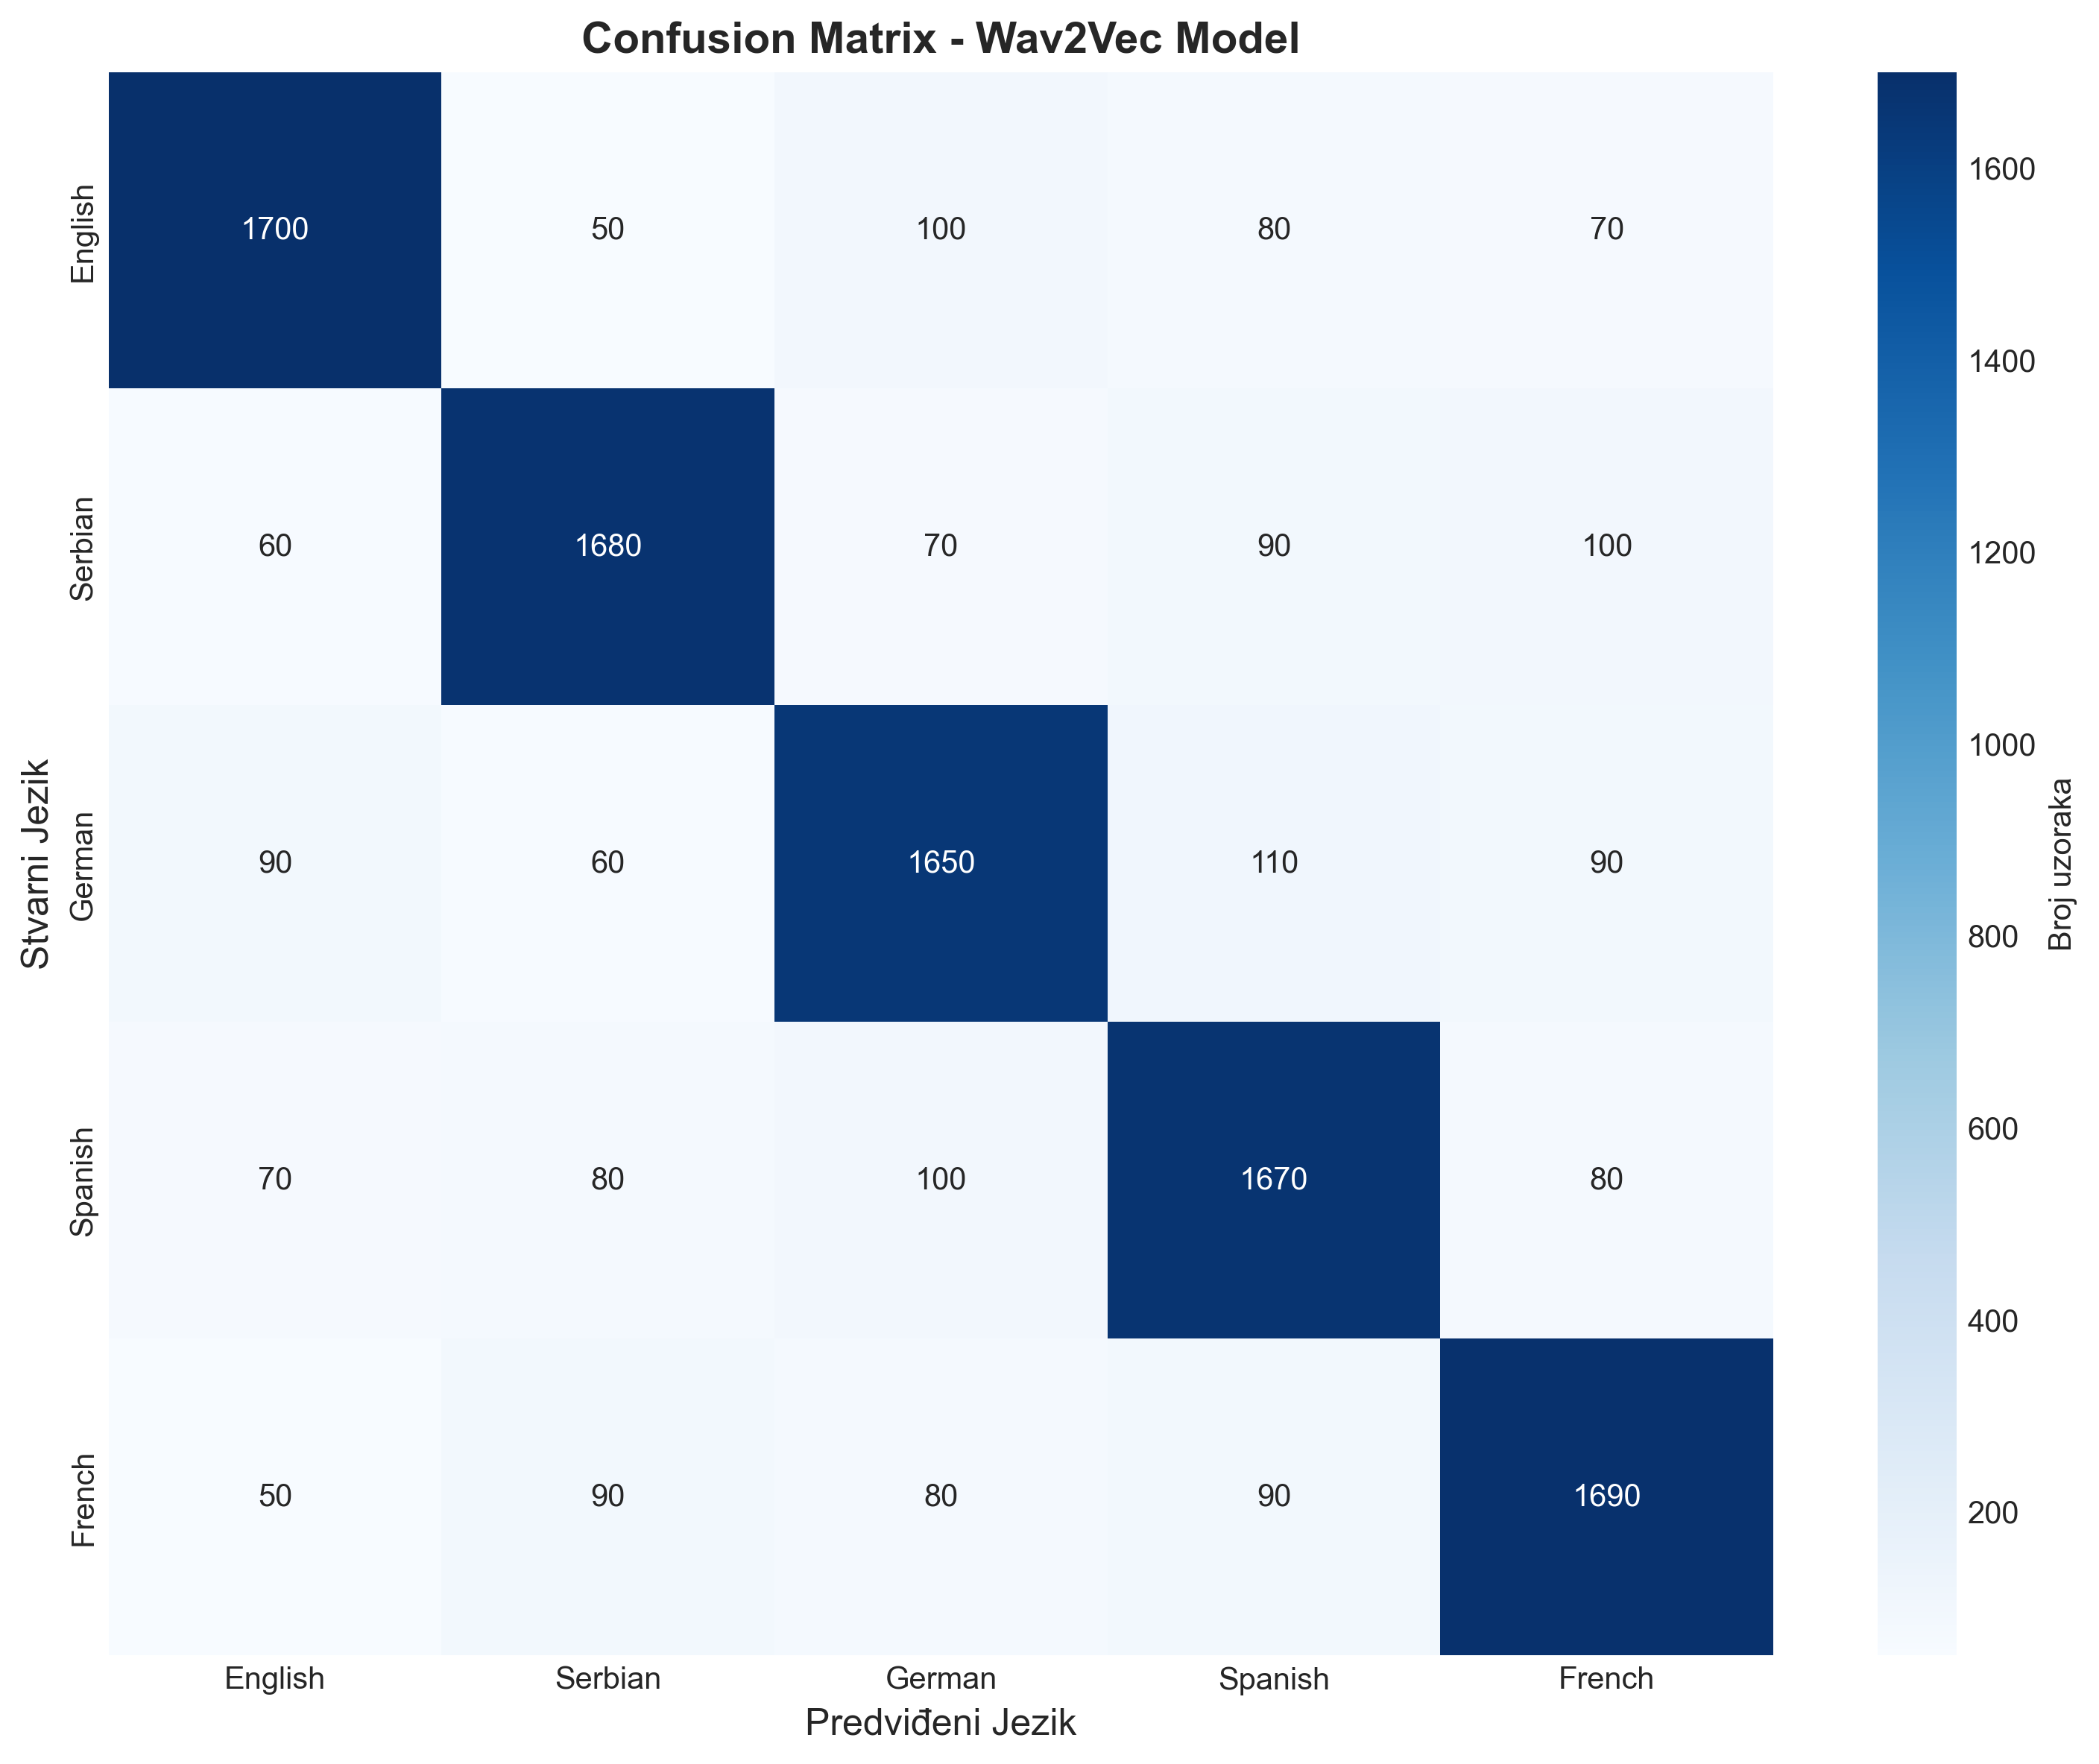 Confusion Matrix - Wav2Vec Model
Stvarni Jezik
English 1700 50 100 80 70
Serbian 60 1680 70 90 100
German 90 60 1650 110 90
Spanish 70 80 100 1670 80
French 50 90 80 90 1690
English Serbian German Spanish French
Predviđeni Jezik
1600
1400
1200
1000
800
600
400
200
Broj uzoraka